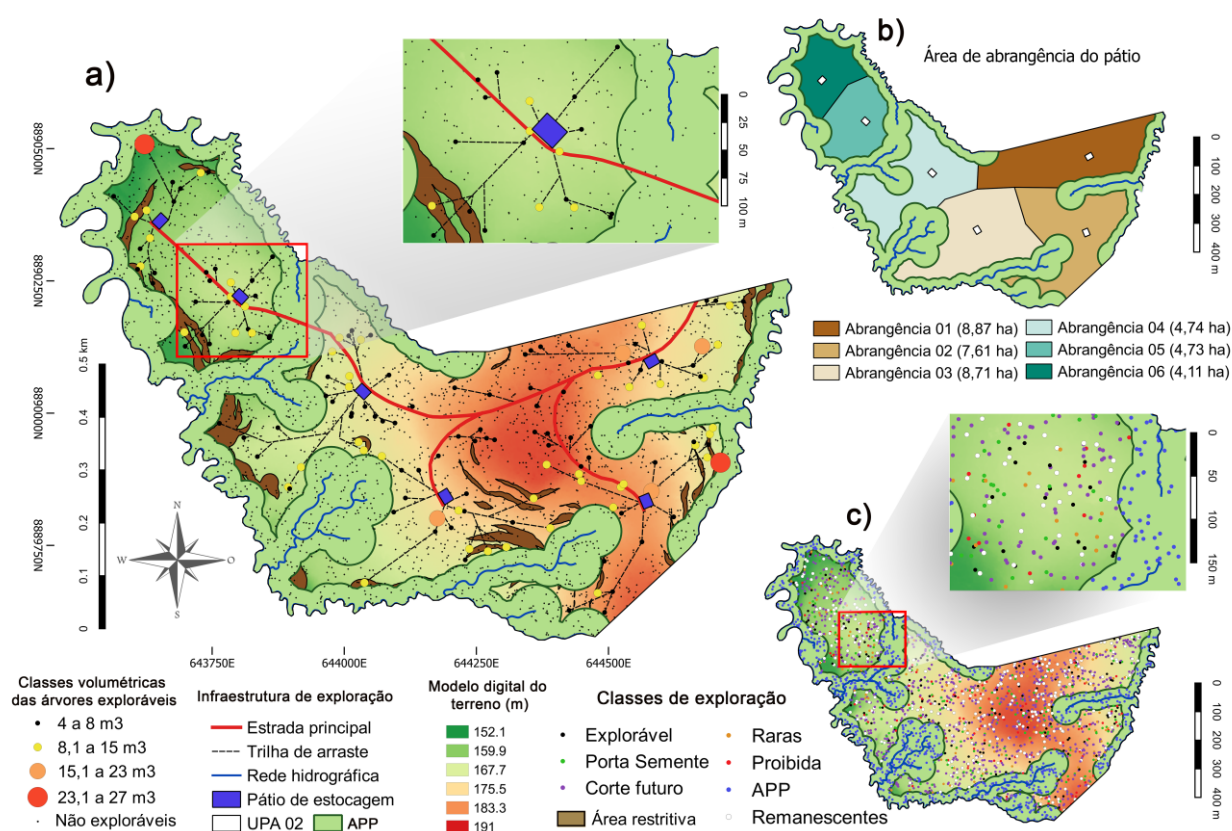 a)
0
25
50
75
100 m
8890500N
8890250N
8890000N
8889750N
0.5 km
0.4
0.3
0.2
0.1
0
N
W
O
S
643750E
644000E
644250E
644500E
b)
Área de abrangência do pátio
0
100
200
300
400 m
Abrangência 01 (8,87 ha)
Abrangência 02 (7,61 ha)
Abrangência 03 (8,71 ha)
Abrangência 04 (4,74 ha)
Abrangência 05 (4,73 ha)
Abrangência 06 (4,11 ha)
c)
0
50
100
150 m
0
100
200
300
400 m
Classes volumétricas
das árvores exploráveis
4 a 8 m3
8,1 a 15 m3
15,1 a 23 m3
23,1 a 27 m3
Não exploráveis
Infraestrutura de exploração
Estrada principal
Trilha de arraste
Rede hidrográfica
Pátio de estocagem
UPA 02
APP
Modelo digital do
terreno (m)
152.1
159.9
167.7
175.5
183.3
191
Classes de exploração
Explorável
Porta Semente
Corte futuro
Área restritiva
Raras
Proibida
APP
Remanescentes